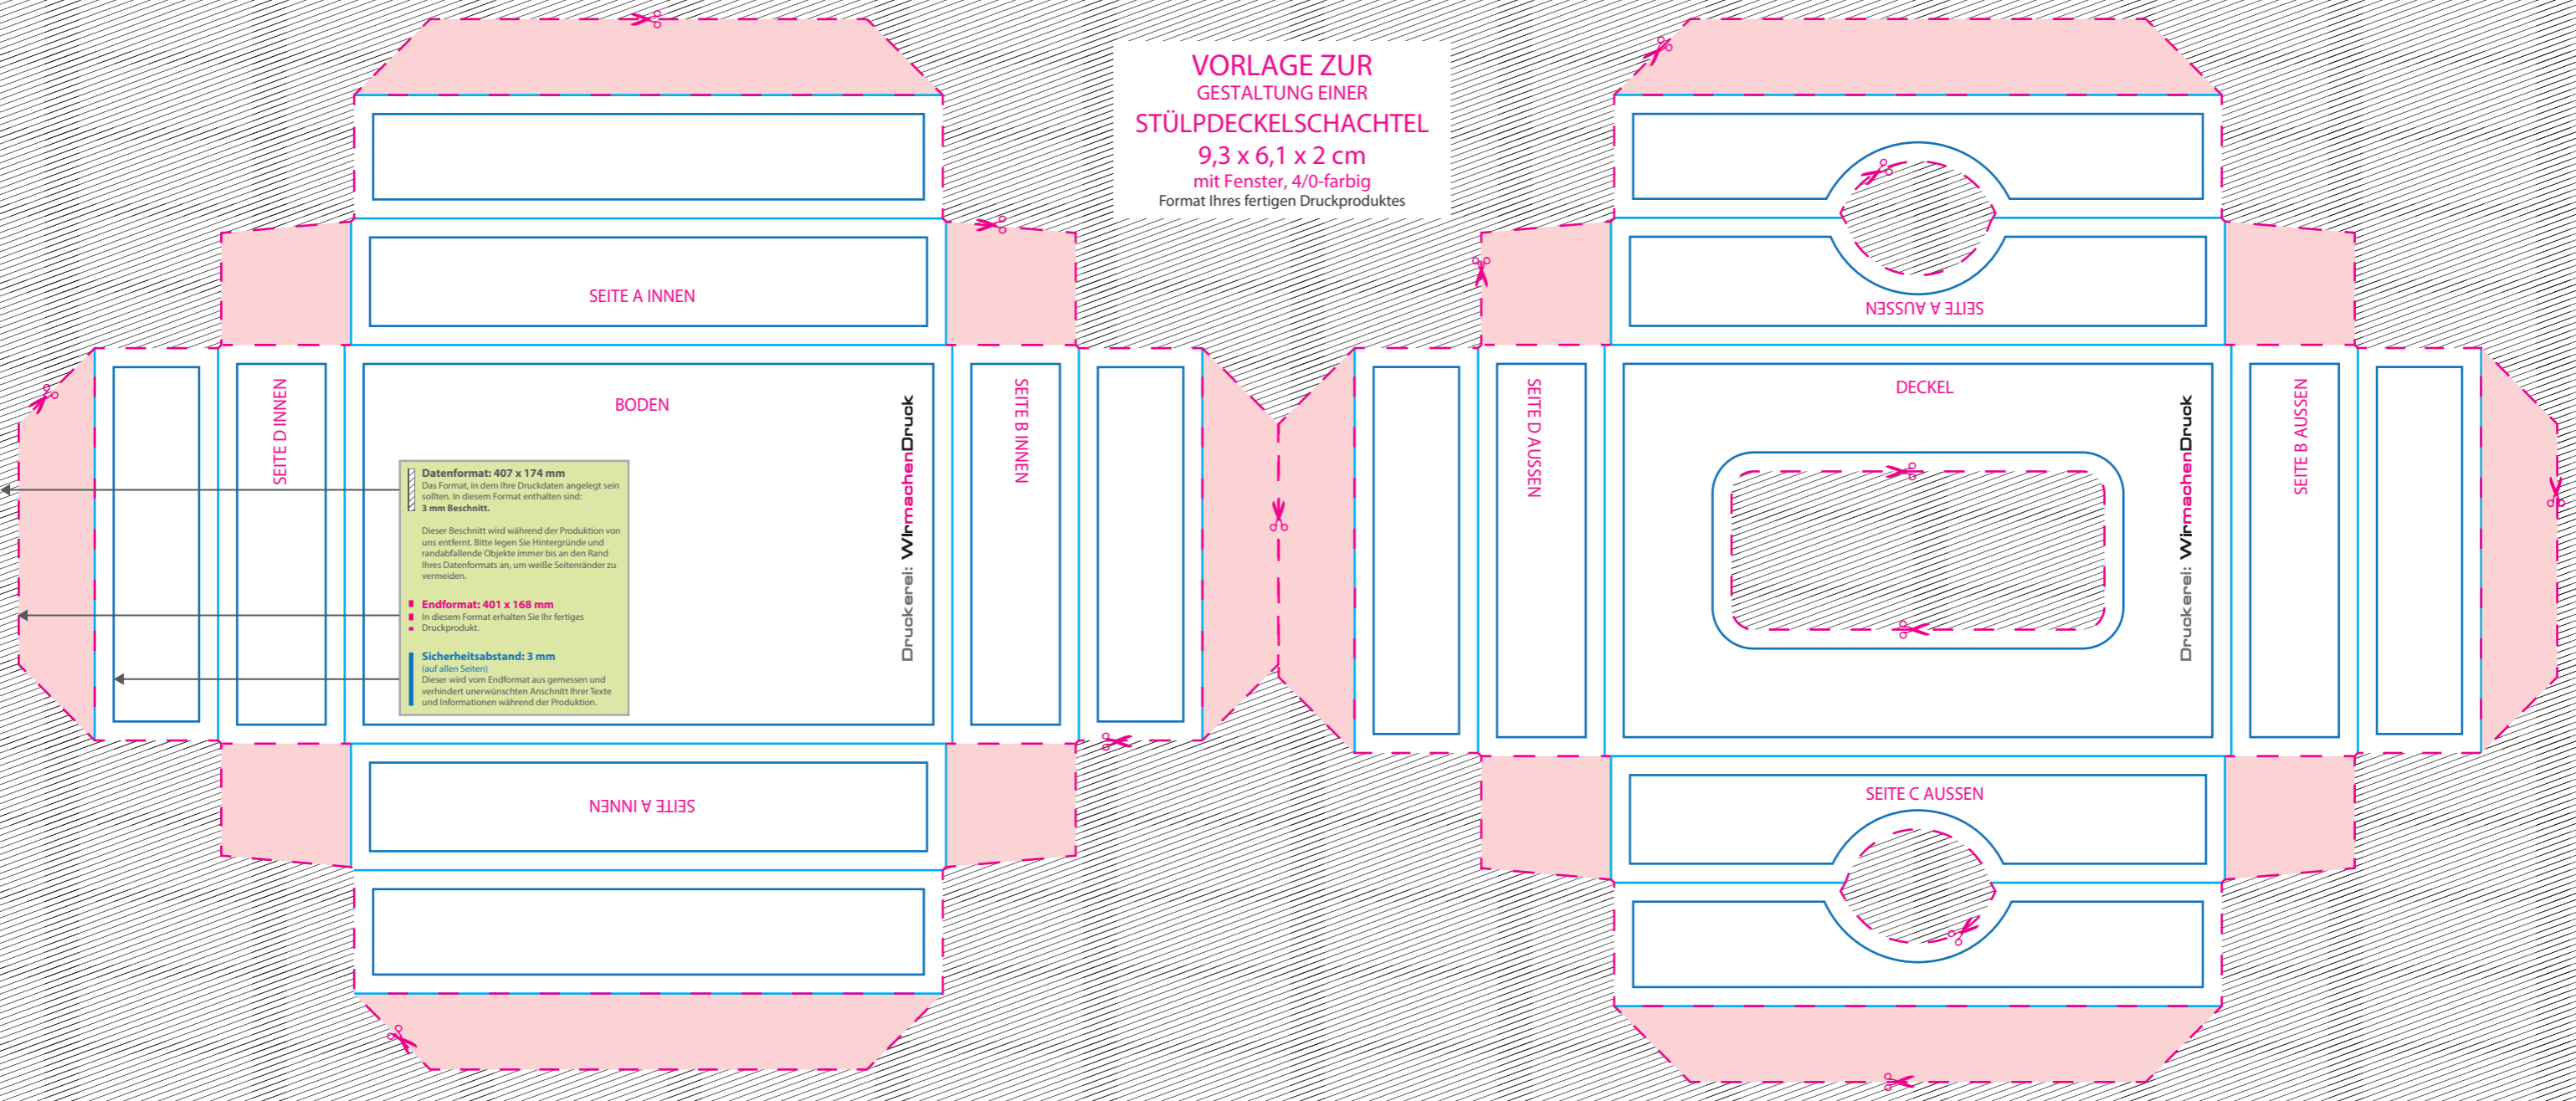 VORLAGE ZUR
GESTALTUNG EINER
STÜLPDECKELSCHACHTEL
9,3 x 6,1 x 2 cm
mit Fenster, 4/0-farbig
Format Ihres fertigen Druckproduktes
SEITE A INNEN
SEITE D INNEN
BODEN
SEITE B INNEN
Druckerei: WIrmachenDruck
Datenformat: 407 x 174 mm
Das Format, in dem Ihre Druckdaten angelegt sein
sollten. In diesem Format enthalten sind:
3 mm Beschnitt.
Dieser Beschnitt wird während der Produktion von
uns entfernt. Bitte legen Sie Hintergründe und
randabfallende Objekte immer bis an den Rand
Ihres Datenformats an, um weiße Seitenränder zu
vermeiden.
Endformat: 401 x 168 mm
In diesem Format erhalten Sie Ihr fertiges
Druckprodukt.
Sicherheitsabstand: 3 mm
(auf allen Seiten)
Dieser wird vom Endformat aus gemessen und
verhindert unerwünschten Anschnitt Ihrer Texte
und Informationen während der Produktion.
SEITE A INNEN
SEITE A AUSSEN
SEITE D AUSSEN
DECKEL
Druckerei: WirmachenDruck
SEITE B AUSSEN
SEITE C AUSSEN